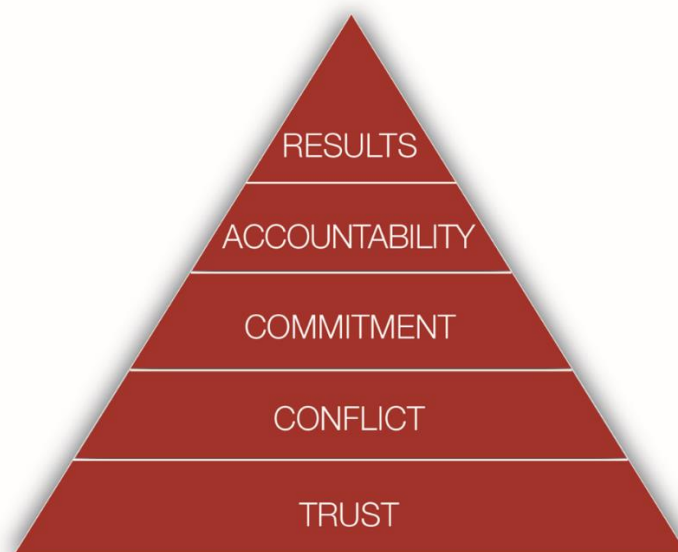 RESULTS
ACCOUNTABILITY
COMMITMENT
CONFLICT
TRUST